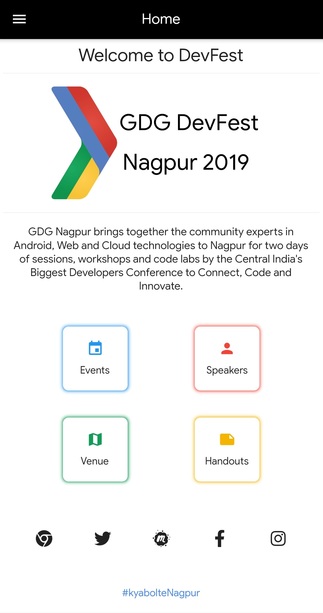 Home
Welcome to DevFest
GDG DevFest
Nagpur 2019
GDG Nagpur brings together the community experts in
Android, Web and Cloud technologies to Nagpur for two days
of sessions, workshops and code labs by the Central India's
Biggest Developers Conference to Connect, Code and
Innovate.
Events
Speakers
Venue
Handouts
#kyabolteNagpur